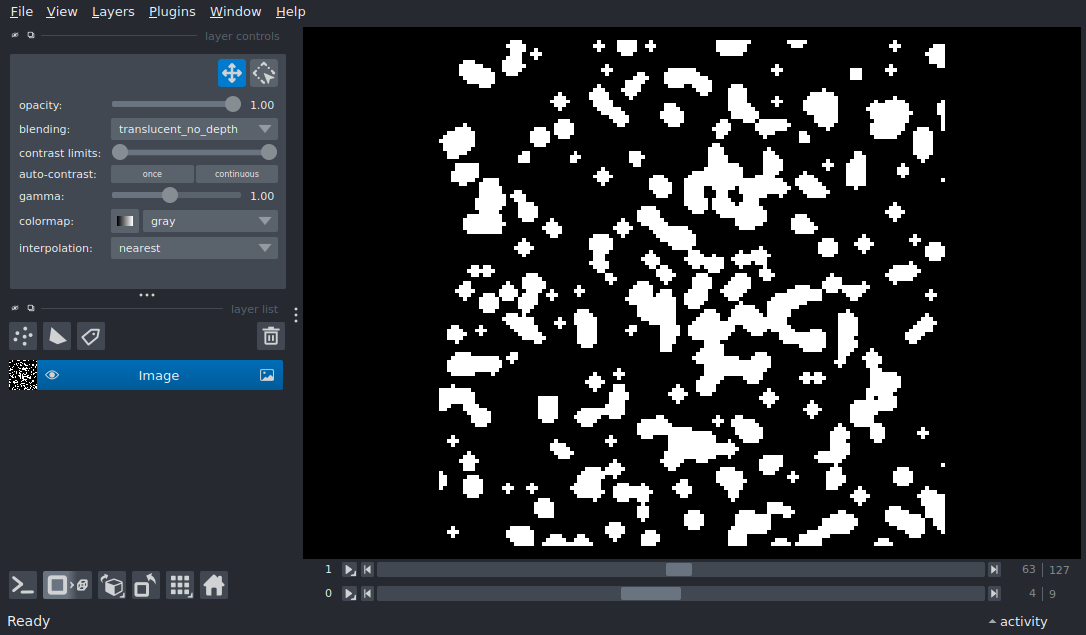 File View Layers Plugins Window Help
layer controls
opacity: 1.00
blending: translucent_no_depth
contrast limits:
auto-contrast: once continuous
gamma: 1.00
colormap: gray
interpolation: nearest
layer list
Image
1 63 127
0 4 9
Ready activity